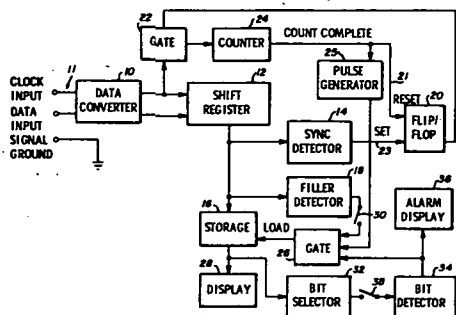 22
GATE
24
COUNTER
COUNT COMPLETE
25
PULSE
GENERATOR
21
20
RESET
FLIP/
FLOP
CLOCK
INPUT
11
10
DATA
CONVERTER
DATA
INPUT
SIGNAL
GROUND
12
SHIFT
REGISTER
14
SYNC
DETECTOR
SET
23
18
FILLER
DETECTOR
30
36
ALARM
DISPLAY
16
STORAGE
LOAD
GATE
26
28
DISPLAY
32
BIT
SELECTOR
38
34
BIT
DETECTOR